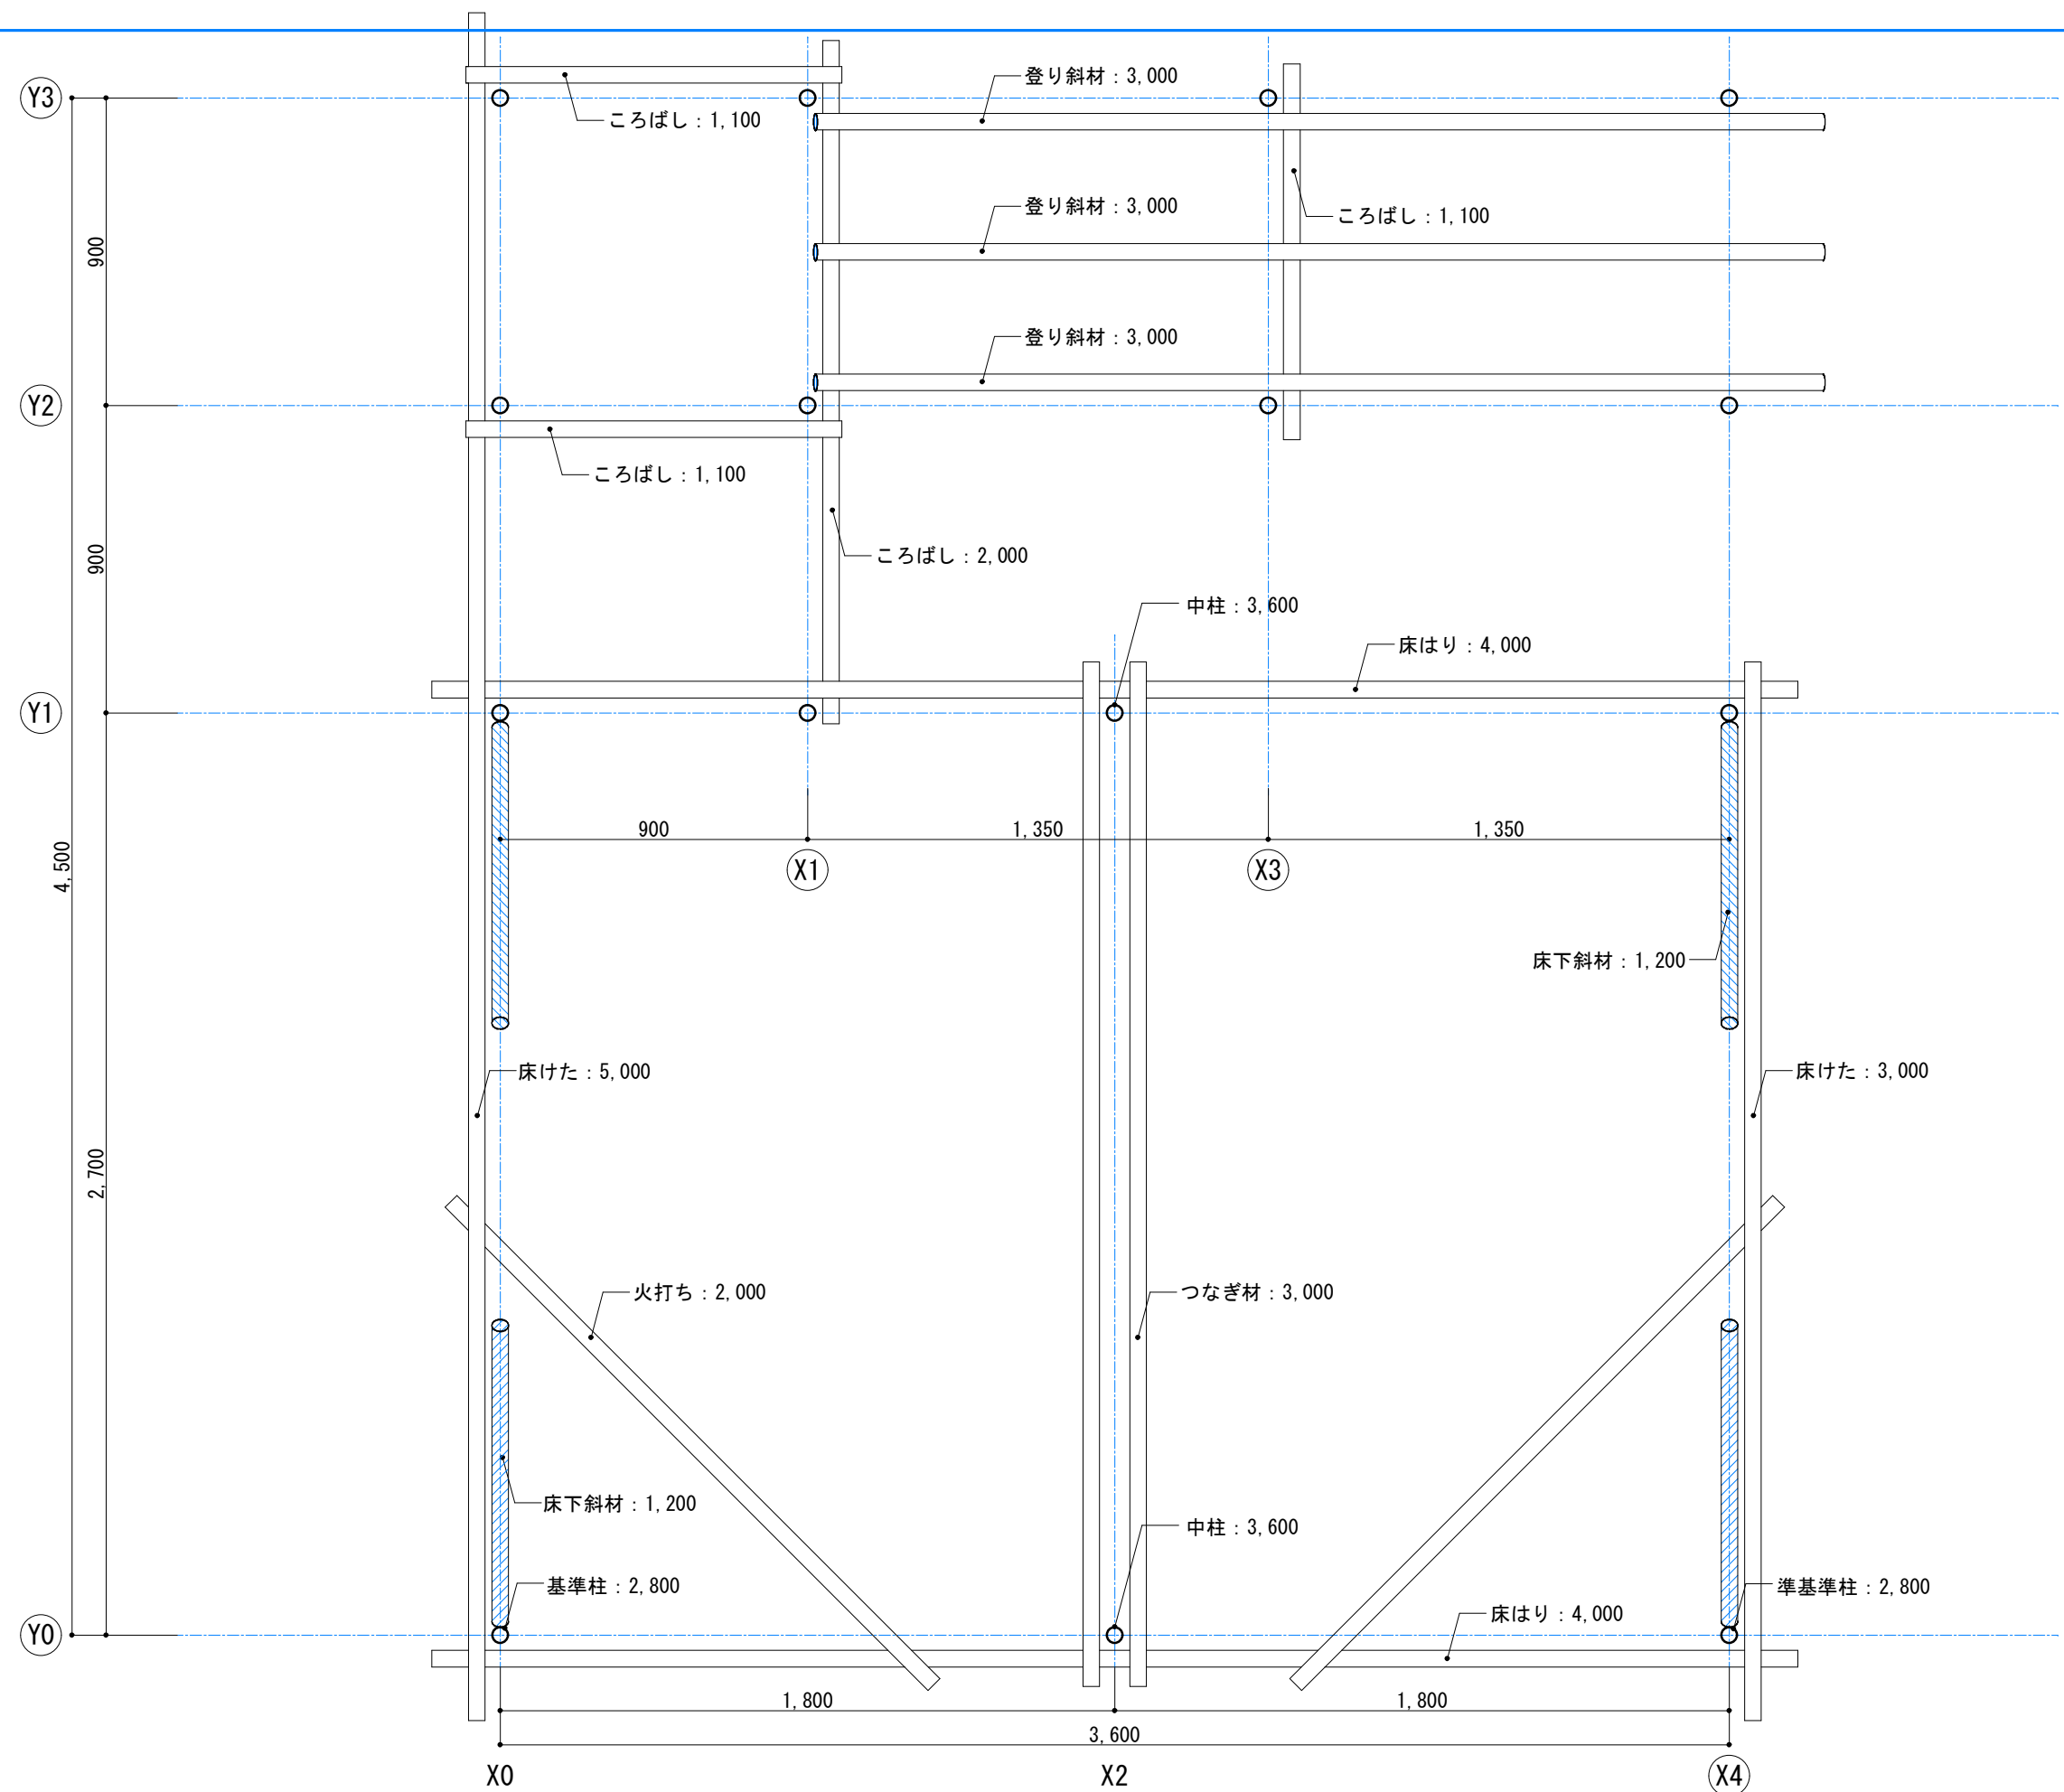 登り斜材：3,000
Y3
ころばし：1,100
登り斜材：3,000
ころばし：1,100
900
登り斜材：3,000
Y2
ころばし：1,100
900
ころばし：2,000
中柱：3,600
床はり：4,000
Y1
900
1,350
1,350
4,500
X1
X3
床下斜材：1,200
床けた：5,000
床けた：3,000
2,700
火打ち：2,000
つなぎ材：3,000
床下斜材：1,200
中柱：3,600
基準柱：2,800
準基準柱：2,800
床はり：4,000
Y0
1,800
1,800
3,600
X0
X2
X4